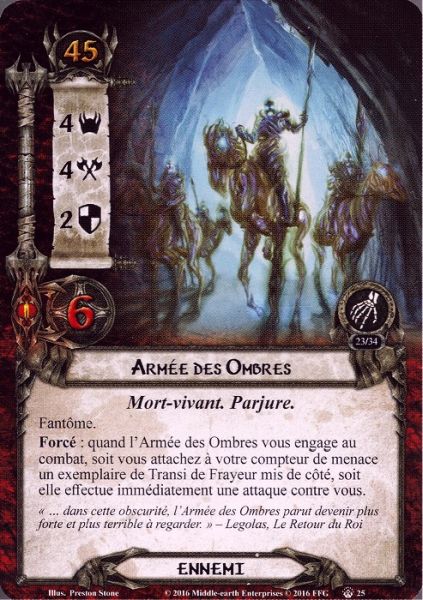 45
4
4
2
6
23/34
Armée des Ombres
Mort-vivant. Parjure.
Fantôme.
Forcé : quand l'Armée des Ombres vous engage au
combat, soit vous attachez à votre compteur de menace
un exemplaire de Transi de Frayeur mis de côté, soit
elle effectue immédiatement une attaque contre vous.
« ... dans cette obscurité, l'Armée des Ombres parut devenir plus
forte et plus terrible à regarder. » – Legolas, Le Retour du Roi
ENNEMI
Illus. Preston Stone © 2016 Middle-earth Enterprises © 2016 FFG 25